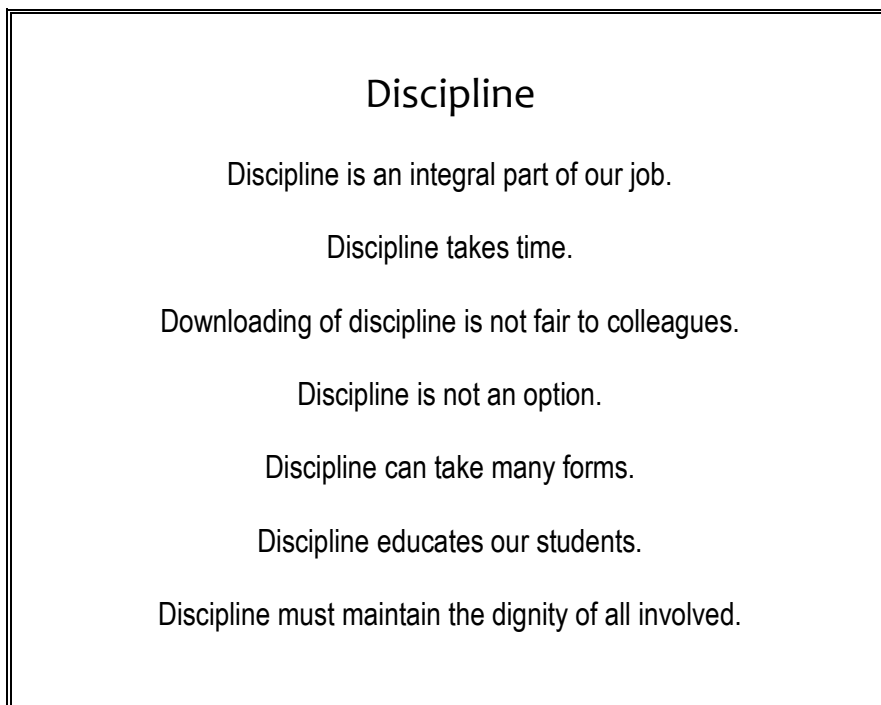 Discipline
Discipline is an integral part of our job.
Discipline takes time.
Downloading of discipline is not fair to colleagues.
Discipline is not an option.
Discipline can take many forms.
Discipline educates our students.
Discipline must maintain the dignity of all involved.